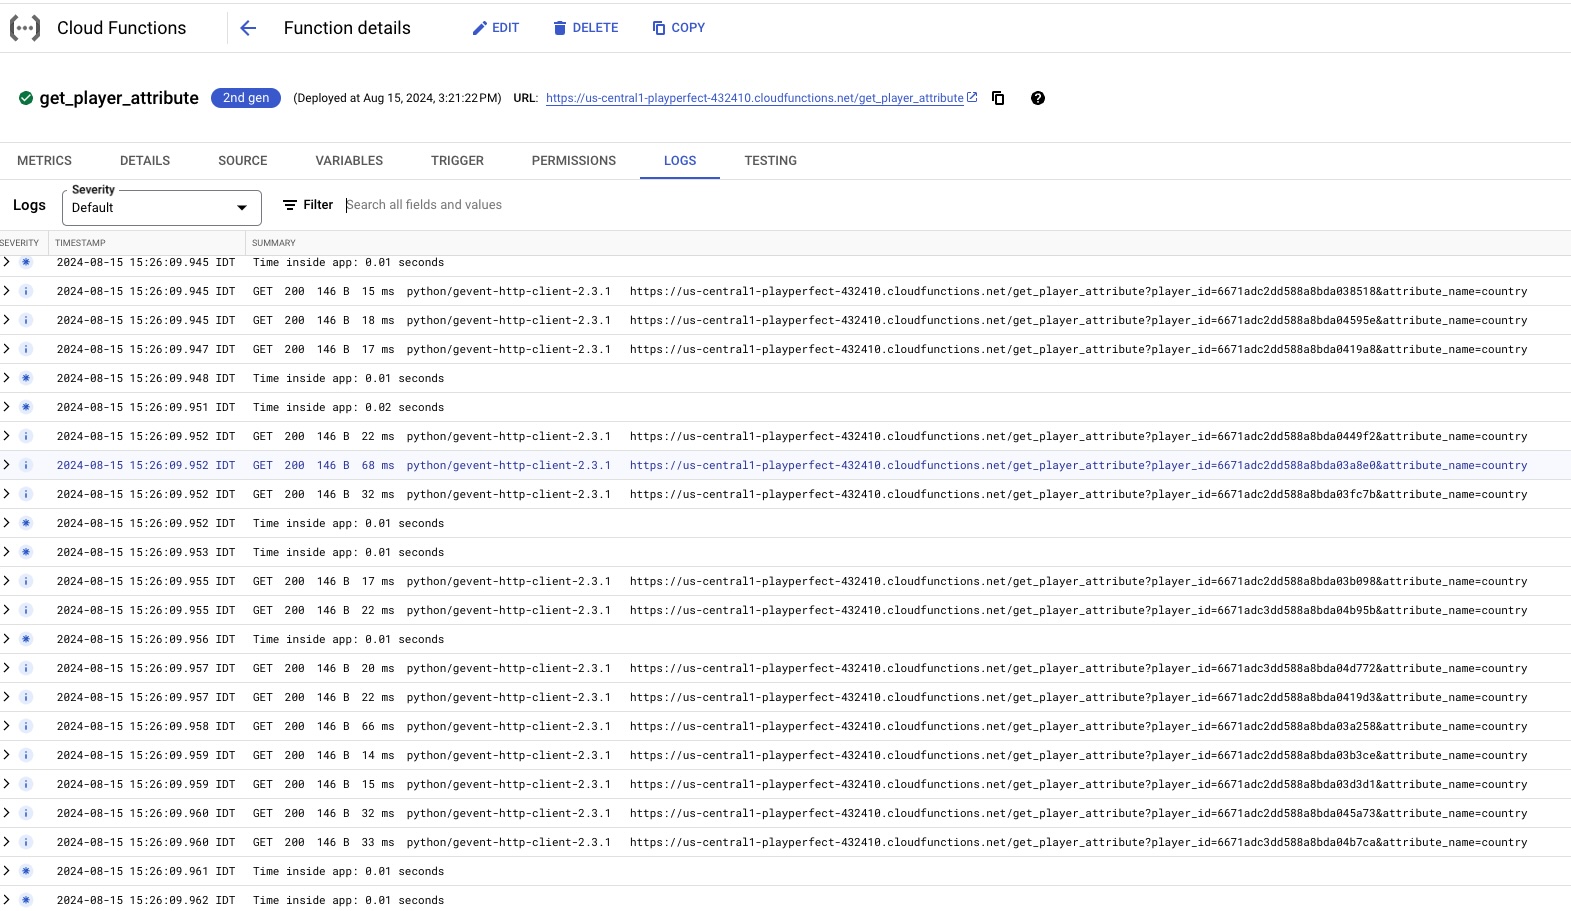 Cloud Functions Function details EDIT DELETE COPY
get_player_attribute 2nd gen (Deployed at Aug 15, 2024, 3:21:22 PM) URL: https://us-central1-playperfect-432410.cloudfunctions.net/get_player_attribute
METRICS DETAILS SOURCE VARIABLES TRIGGER PERMISSIONS LOGS TESTING
Severity
Logs Default Filter Search all fields and values
SEVERITY TIMESTAMP SUMMARY
2024-08-15 15:26:09.945 IDT Time inside app: 0.01 seconds
2024-08-15 15:26:09.945 IDT GET 200 146 B 15 ms python/gevent-http-client-2.3.1 https://us-central1-playperfect-432410.cloudfunctions.net/get_player_attribute?player_id=6671adc2dd588a8bda038518&attribute_name=country
2024-08-15 15:26:09.945 IDT GET 200 146 B 18 ms python/gevent-http-client-2.3.1 https://us-central1-playperfect-432410.cloudfunctions.net/get_player_attribute?player_id=6671adc2dd588a8bda04595e&attribute_name=country
2024-08-15 15:26:09.947 IDT GET 200 146 B 17 ms python/gevent-http-client-2.3.1 https://us-central1-playperfect-432410.cloudfunctions.net/get_player_attribute?player_id=6671adc2dd588a8bda0419a8&attribute_name=country
2024-08-15 15:26:09.948 IDT Time inside app: 0.01 seconds
2024-08-15 15:26:09.951 IDT Time inside app: 0.02 seconds
2024-08-15 15:26:09.952 IDT GET 200 146 B 22 ms python/gevent-http-client-2.3.1 https://us-central1-playperfect-432410.cloudfunctions.net/get_player_attribute?player_id=6671adc2dd588a8bda0449f2&attribute_name=country
2024-08-15 15:26:09.952 IDT GET 200 146 B 68 ms python/gevent-http-client-2.3.1 https://us-central1-playperfect-432410.cloudfunctions.net/get_player_attribute?player_id=6671adc2dd588a8bda03a8e0&attribute_name=country
2024-08-15 15:26:09.952 IDT GET 200 146 B 32 ms python/gevent-http-client-2.3.1 https://us-central1-playperfect-432410.cloudfunctions.net/get_player_attribute?player_id=6671adc2dd588a8bda03fc7b&attribute_name=country
2024-08-15 15:26:09.952 IDT Time inside app: 0.01 seconds
2024-08-15 15:26:09.953 IDT Time inside app: 0.01 seconds
2024-08-15 15:26:09.955 IDT GET 200 146 B 17 ms python/gevent-http-client-2.3.1 https://us-central1-playperfect-432410.cloudfunctions.net/get_player_attribute?player_id=6671adc2dd588a8bda03b098&attribute_name=country
2024-08-15 15:26:09.955 IDT GET 200 146 B 22 ms python/gevent-http-client-2.3.1 https://us-central1-playperfect-432410.cloudfunctions.net/get_player_attribute?player_id=6671adc3dd588a8bda04b95b&attribute_name=country
2024-08-15 15:26:09.956 IDT Time inside app: 0.01 seconds
2024-08-15 15:26:09.957 IDT GET 200 146 B 20 ms python/gevent-http-client-2.3.1 https://us-central1-playperfect-432410.cloudfunctions.net/get_player_attribute?player_id=6671adc3dd588a8bda04d772&attribute_name=country
2024-08-15 15:26:09.957 IDT GET 200 146 B 22 ms python/gevent-http-client-2.3.1 https://us-central1-playperfect-432410.cloudfunctions.net/get_player_attribute?player_id=6671adc2dd588a8bda0419d3&attribute_name=country
2024-08-15 15:26:09.958 IDT GET 200 146 B 66 ms python/gevent-http-client-2.3.1 https://us-central1-playperfect-432410.cloudfunctions.net/get_player_attribute?player_id=6671adc2dd588a8bda03a258&attribute_name=country
2024-08-15 15:26:09.959 IDT GET 200 146 B 14 ms python/gevent-http-client-2.3.1 https://us-central1-playperfect-432410.cloudfunctions.net/get_player_attribute?player_id=6671adc2dd588a8bda03b3ce&attribute_name=country
2024-08-15 15:26:09.959 IDT GET 200 146 B 15 ms python/gevent-http-client-2.3.1 https://us-central1-playperfect-432410.cloudfunctions.net/get_player_attribute?player_id=6671adc2dd588a8bda03d3d1&attribute_name=country
2024-08-15 15:26:09.960 IDT GET 200 146 B 32 ms python/gevent-http-client-2.3.1 https://us-central1-playperfect-432410.cloudfunctions.net/get_player_attribute?player_id=6671adc2dd588a8bda045a73&attribute_name=country
2024-08-15 15:26:09.960 IDT GET 200 146 B 33 ms python/gevent-http-client-2.3.1 https://us-central1-playperfect-432410.cloudfunctions.net/get_player_attribute?player_id=6671adc3dd588a8bda04b7ca&attribute_name=country
2024-08-15 15:26:09.961 IDT Time inside app: 0.01 seconds
2024-08-15 15:26:09.962 IDT Time inside app: 0.01 seconds